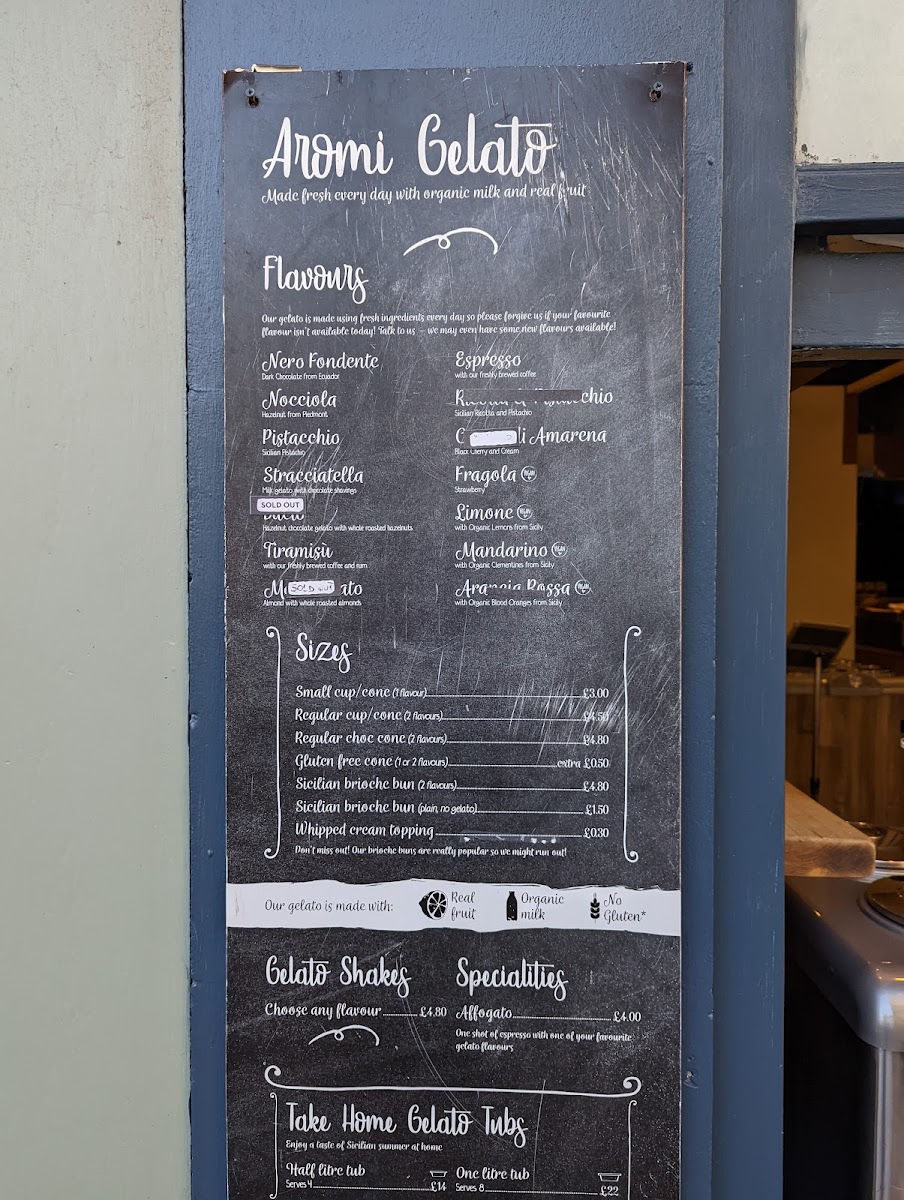 Aromi Gelato
Made fresh every day with organic milk and real fruit
Flavours
Our gelato is made using fresh ingredients every day so please forgive us if your favourite
flavour isn't available today! Talk to us – we may even have some new flavours available!
Nero Fondente
Dark Chocolate from Ecuador
Nocciola
Hazelnut from Piedmont
Pistacchio
Sicilian Pistachio
Stracciatella
Milk gelato with chocolate shavings
SOLD OUT
Hazelnut chocolate gelato with whole roasted hazelnuts
Tiramisù
with our freshly brewed coffee and rum
SOLD OUT
Almond with whole roasted almonds
Espresso
with our freshly brewed coffee
Sicilian Ricotta and Pistachio
Amarena
Black Cherry and Cream
Fragola VEGAN
Strawberry
Limone VEGAN
with Organic Lemons from Sicily
Mandarino VEGAN
with Organic Clementines from Sicily
Arancia Rossa VEGAN
with Organic Blood Oranges from Sicily
Sizes
Small cup/cone (1 flavour) £3.00
Regular cup/cone (2 flavours) £4.50
Regular choc cone (2 flavours) £4.80
Gluten free cone (1 or 2 flavours) extra £0.50
Sicilian brioche bun (2 flavours) £4.80
Sicilian brioche bun (plain, no gelato) £1.50
Whipped cream topping £0.30
Don't miss out! Our brioche buns are really popular so we might run out!
Our gelato is made with:
Real
fruit
Organic
milk
No
Gluten*
Gelato Shakes
Choose any flavour £4.80
Specialities
Affogato £4.00
One shot of espresso with one of your favourite
gelato flavours
Take Home Gelato Tubs
Enjoy a taste of Sicilian summer at home
Half litre tub
Serves 4 £14
One litre tub
Serves 8 £22